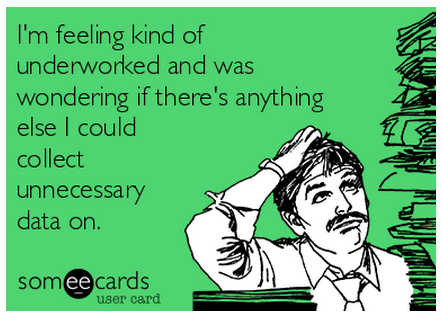 I'm feeling kind of
underworked and was
wondering if there's anything
else I could
collect
unnecessary
data on.
someecards
user card